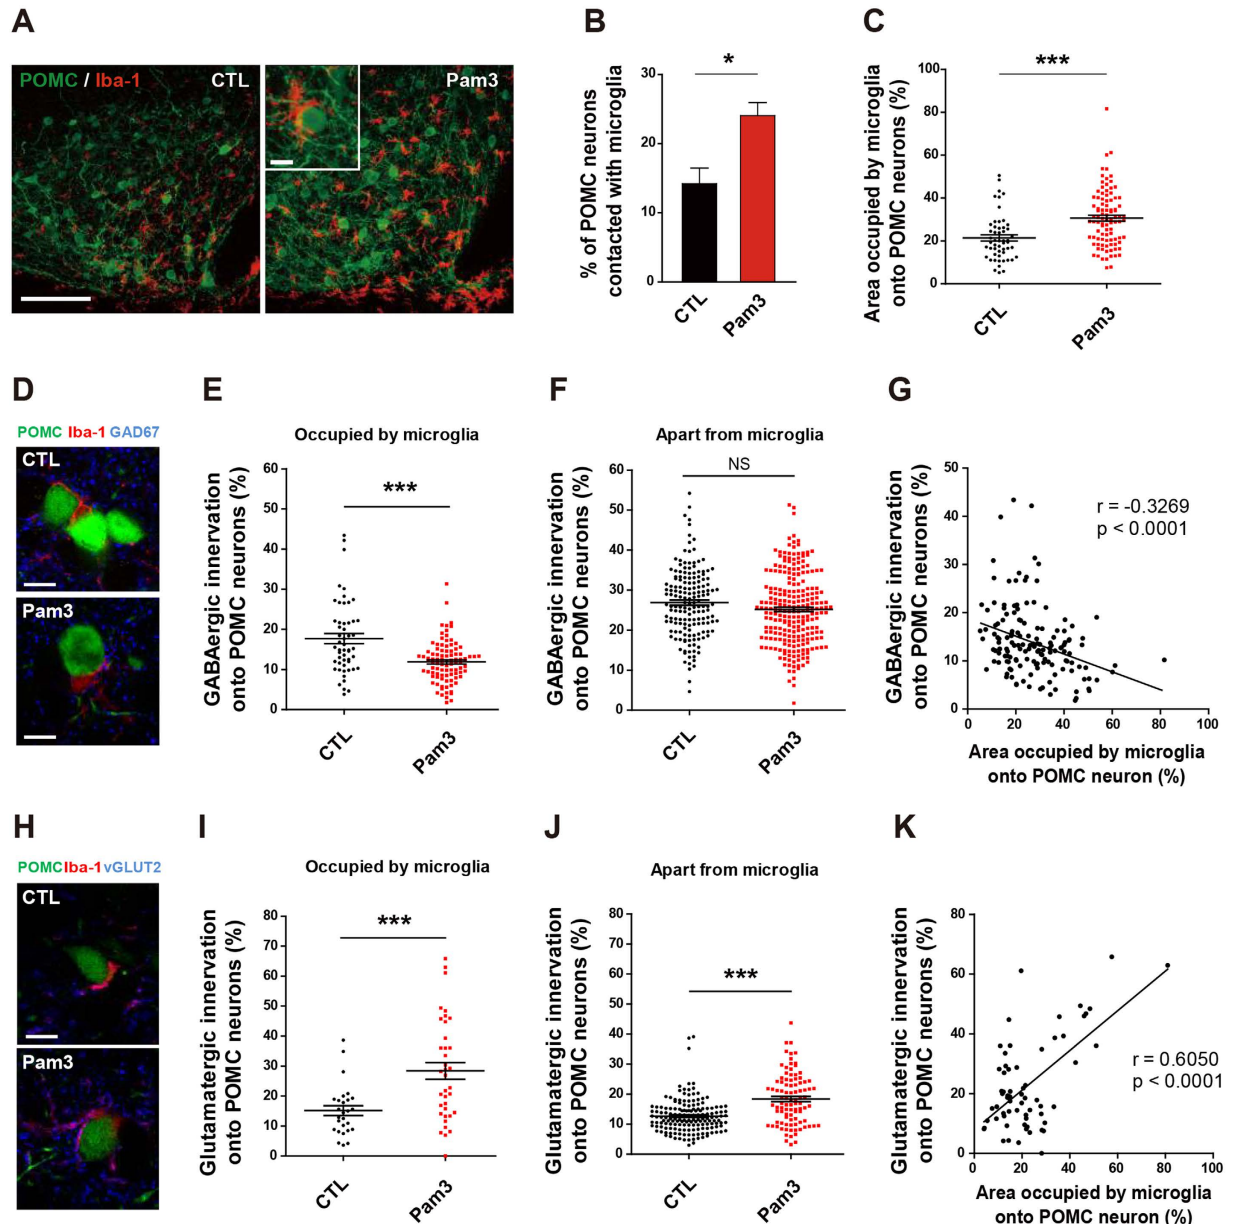 A
POMC / Iba-1 CTL
Pam3
B
% of POMC neurons
contacted with microglia
30
20
10
0
*
CTL
Pam3
C
Area occupied by microglia
onto POMC neurons (%)
100
80
60
40
20
0
***
CTL
Pam3
D
POMC Iba-1 GAD67
CTL
Pam3
E
Occupied by microglia
GABAergic innervation
onto POMC neurons (%)
60
50
40
30
20
10
0
***
CTL
Pam3
F
Apart from microglia
GABAergic innervation
onto POMC neurons (%)
60
50
40
30
20
10
0
NS
CTL
Pam3
G
GABAergic innervation
onto POMC neurons (%)
50
40
30
20
10
0
r = -0.3269
p < 0.0001
0 20 40 60 80 100
Area occupied by microglia
onto POMC neuron (%)
H
POMC Iba-1 vGLUT2
CTL
Pam3
I
Occupied by microglia
Glutamatergic innervation
onto POMC neurons (%)
80
70
60
50
40
30
20
10
0
***
CTL
Pam3
J
Apart from microglia
Glutamatergic innervation
onto POMC neurons (%)
80
70
60
50
40
30
20
10
0
***
CTL
Pam3
K
Glutamatergic innervation
onto POMC neurons (%)
80
60
40
20
0
r = 0.6050
p < 0.0001
0 20 40 60 80 100
Area occupied by microglia
onto POMC neuron (%)